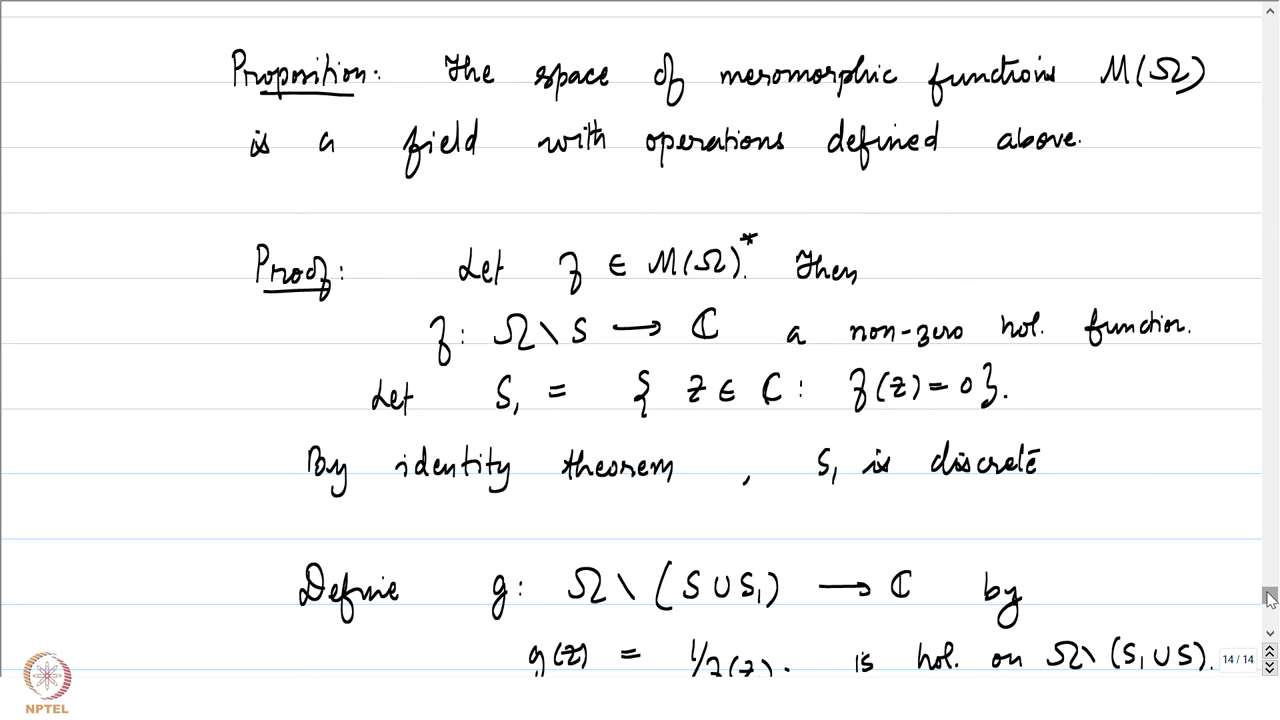 Proposition: The space of meromorphic functions M(Ω)
is a field with operations defined above.
Proof: Let f ∈ M(Ω)*. Then
f: Ω \ S ⟶ ℂ a non-zero hol. function.
Let S₁ = { z ∈ ℂ : f(z) = 0 }.
By identity theorem, S₁ is discrete
Define g: Ω \ (S ∪ S₁) ⟶ ℂ by
g(z) = 1/f(z). is hol. on Ω \ (S₁ ∪ S).
14 / 14
NPTEL